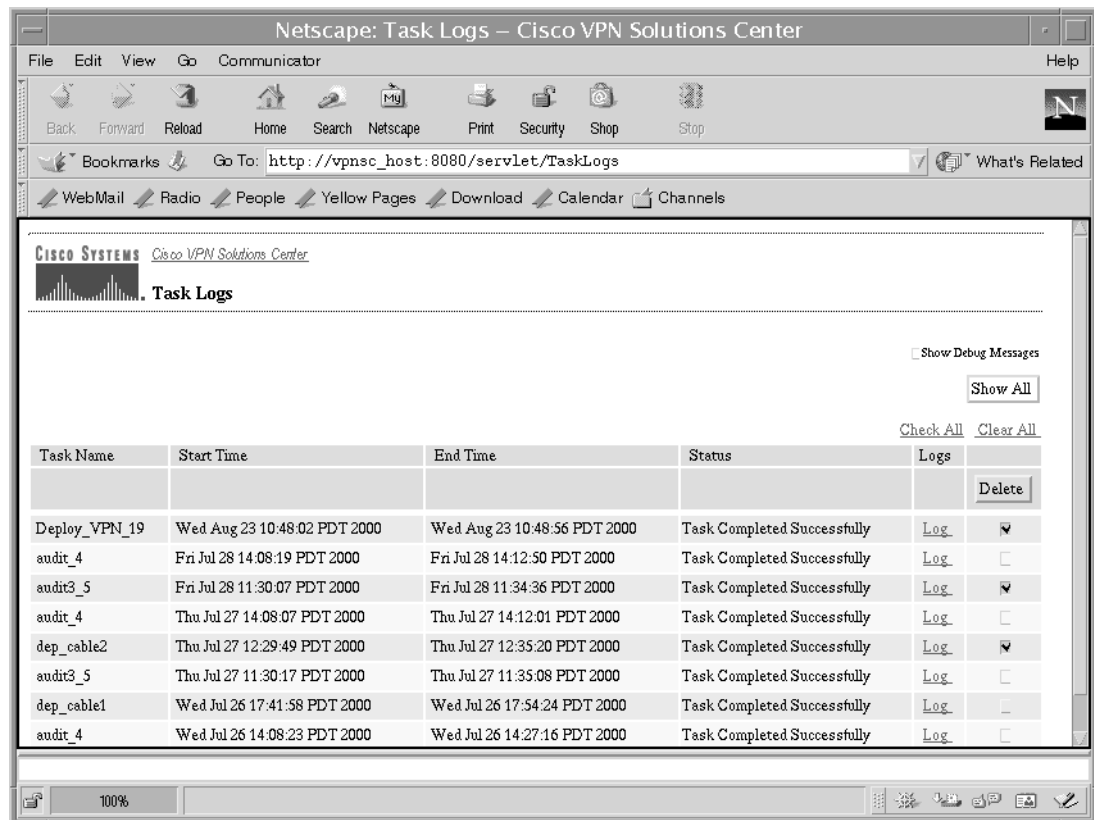 Netscape: Task Logs – Cisco VPN Solutions Center
File Edit View Go Communicator Help
Back Forward Reload Home Search Netscape Print Security Shop Stop
My
N
Bookmarks Go To: http://vpnsc_host:8080/servlet/TaskLogs What's Related
WebMail Radio People Yellow Pages Download Calendar Channels
CISCO SYSTEMS Cisco VPN Solutions Center
Task Logs
Show Debug Messages
Show All
Check All Clear All
Task Name Start Time End Time Status Logs
Delete
Deploy_VPN_19 Wed Aug 23 10:48:02 PDT 2000 Wed Aug 23 10:48:56 PDT 2000 Task Completed Successfully Log
audit_4 Fri Jul 28 14:08:19 PDT 2000 Fri Jul 28 14:12:50 PDT 2000 Task Completed Successfully Log
audit3_5 Fri Jul 28 11:30:07 PDT 2000 Fri Jul 28 11:34:36 PDT 2000 Task Completed Successfully Log
audit_4 Thu Jul 27 14:08:07 PDT 2000 Thu Jul 27 14:12:01 PDT 2000 Task Completed Successfully Log
dep_cable2 Thu Jul 27 12:29:49 PDT 2000 Thu Jul 27 12:35:20 PDT 2000 Task Completed Successfully Log
audit3_5 Thu Jul 27 11:30:17 PDT 2000 Thu Jul 27 11:35:08 PDT 2000 Task Completed Successfully Log
dep_cable1 Wed Jul 26 17:41:58 PDT 2000 Wed Jul 26 17:54:24 PDT 2000 Task Completed Successfully Log
audit_4 Wed Jul 26 14:08:23 PDT 2000 Wed Jul 26 14:27:16 PDT 2000 Task Completed Successfully Log
100%